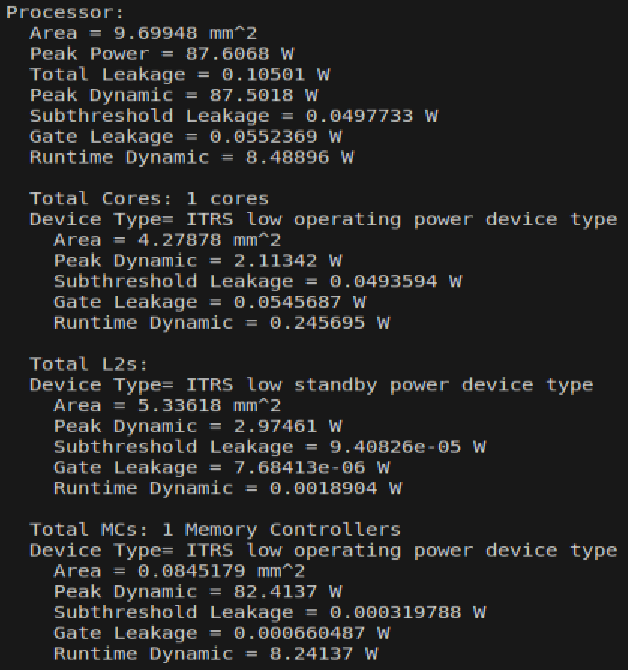 Processor:
Area = 9.69948 mm^2
Peak Power = 87.6068 W
Total Leakage = 0.10501 W
Peak Dynamic = 87.5018 W
Subthreshold Leakage = 0.0497733 W
Gate Leakage = 0.0552369 W
Runtime Dynamic = 8.48896 W
Total Cores: 1 cores
Device Type= ITRS low operating power device type
Area = 4.27878 mm^2
Peak Dynamic = 2.11342 W
Subthreshold Leakage = 0.0493594 W
Gate Leakage = 0.0545687 W
Runtime Dynamic = 0.245695 W
Total L2s:
Device Type= ITRS low standby power device type
Area = 5.33618 mm^2
Peak Dynamic = 2.97461 W
Subthreshold Leakage = 9.40826e-05 W
Gate Leakage = 7.68413e-06 W
Runtime Dynamic = 0.0018904 W
Total MCs: 1 Memory Controllers
Device Type= ITRS low operating power device type
Area = 0.0845179 mm^2
Peak Dynamic = 82.4137 W
Subthreshold Leakage = 0.000319788 W
Gate Leakage = 0.000660487 W
Runtime Dynamic = 8.24137 W